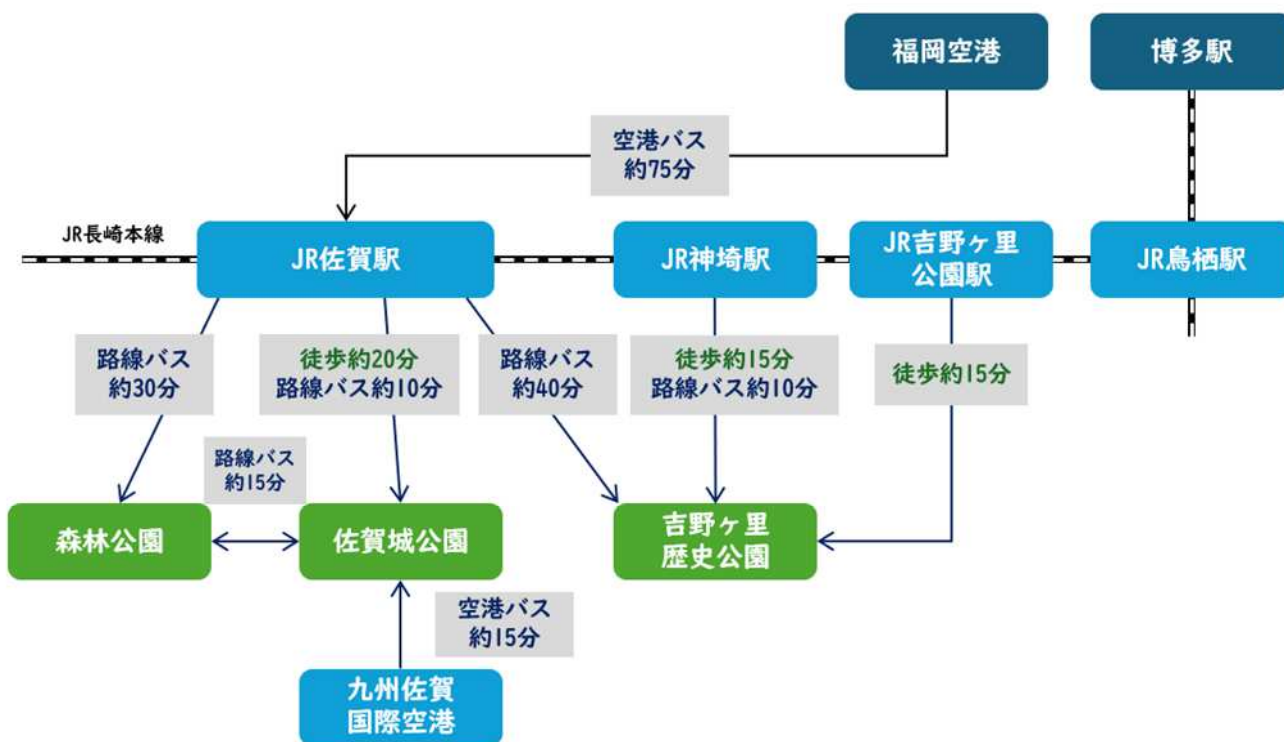 福岡空港
博多駅
空港バス
約75分
JR長崎本線
JR佐賀駅
JR神埼駅
JR吉野ヶ里
公園駅
JR鳥栖駅
路線バス
約30分
徒歩約20分
路線バス約10分
路線バス
約40分
徒歩約15分
路線バス約10分
徒歩約15分
路線バス
約15分
森林公園
佐賀城公園
吉野ヶ里
歴史公園
空港バス
約15分
九州佐賀
国際空港